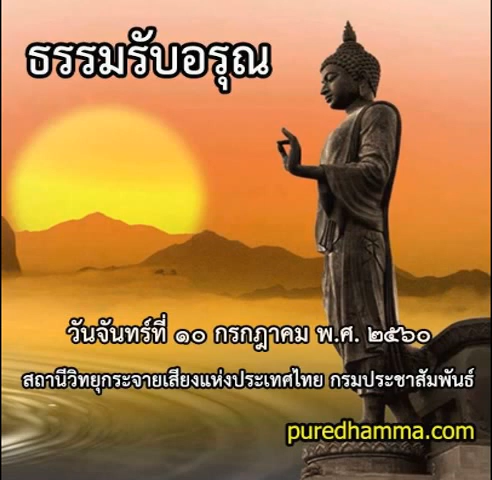 ธรรมรับอรุณ
วันจันทร์ที่ ๑๐ กรกฎาคม พ.ศ. ๒๕๖๐
สถานีวิทยุกระจายเสียงแห่งประเทศไทย กรมประชาสัมพันธ์
puredhamma.com